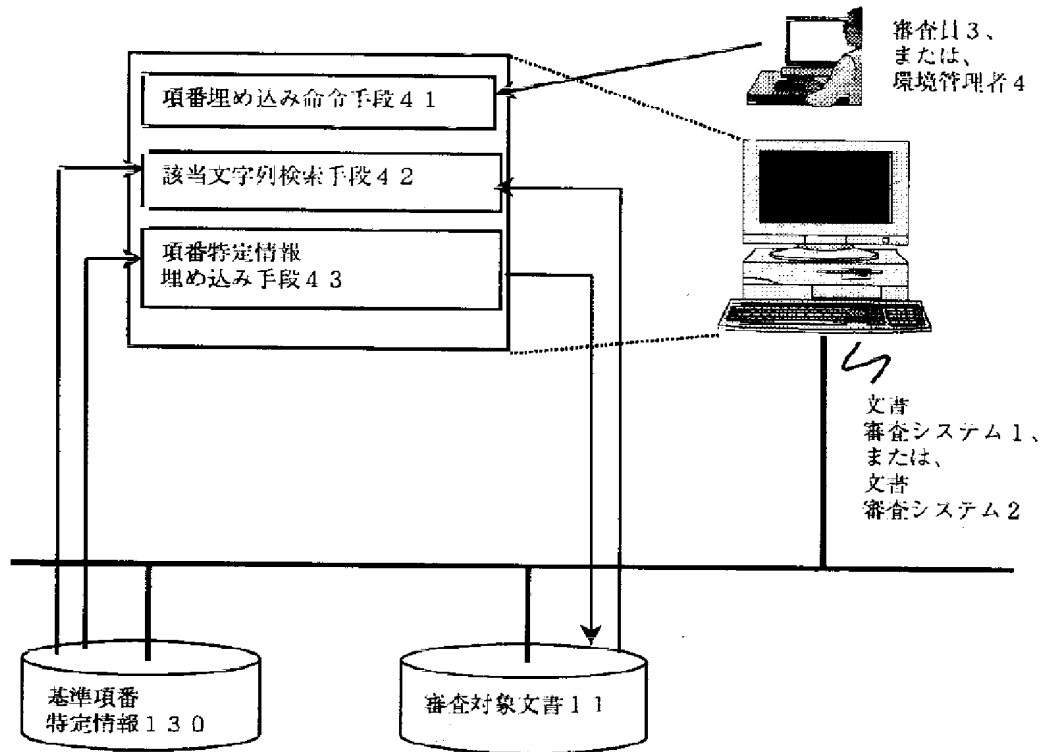 審査員3、
または、
環境管理者4
項番埋め込み命令手段41
該当文字列検索手段42
項番特定情報
埋め込み手段43
文書
審査システム1、
または、
文書
審査システム2
基準項番
特定情報130
審査対象文書11